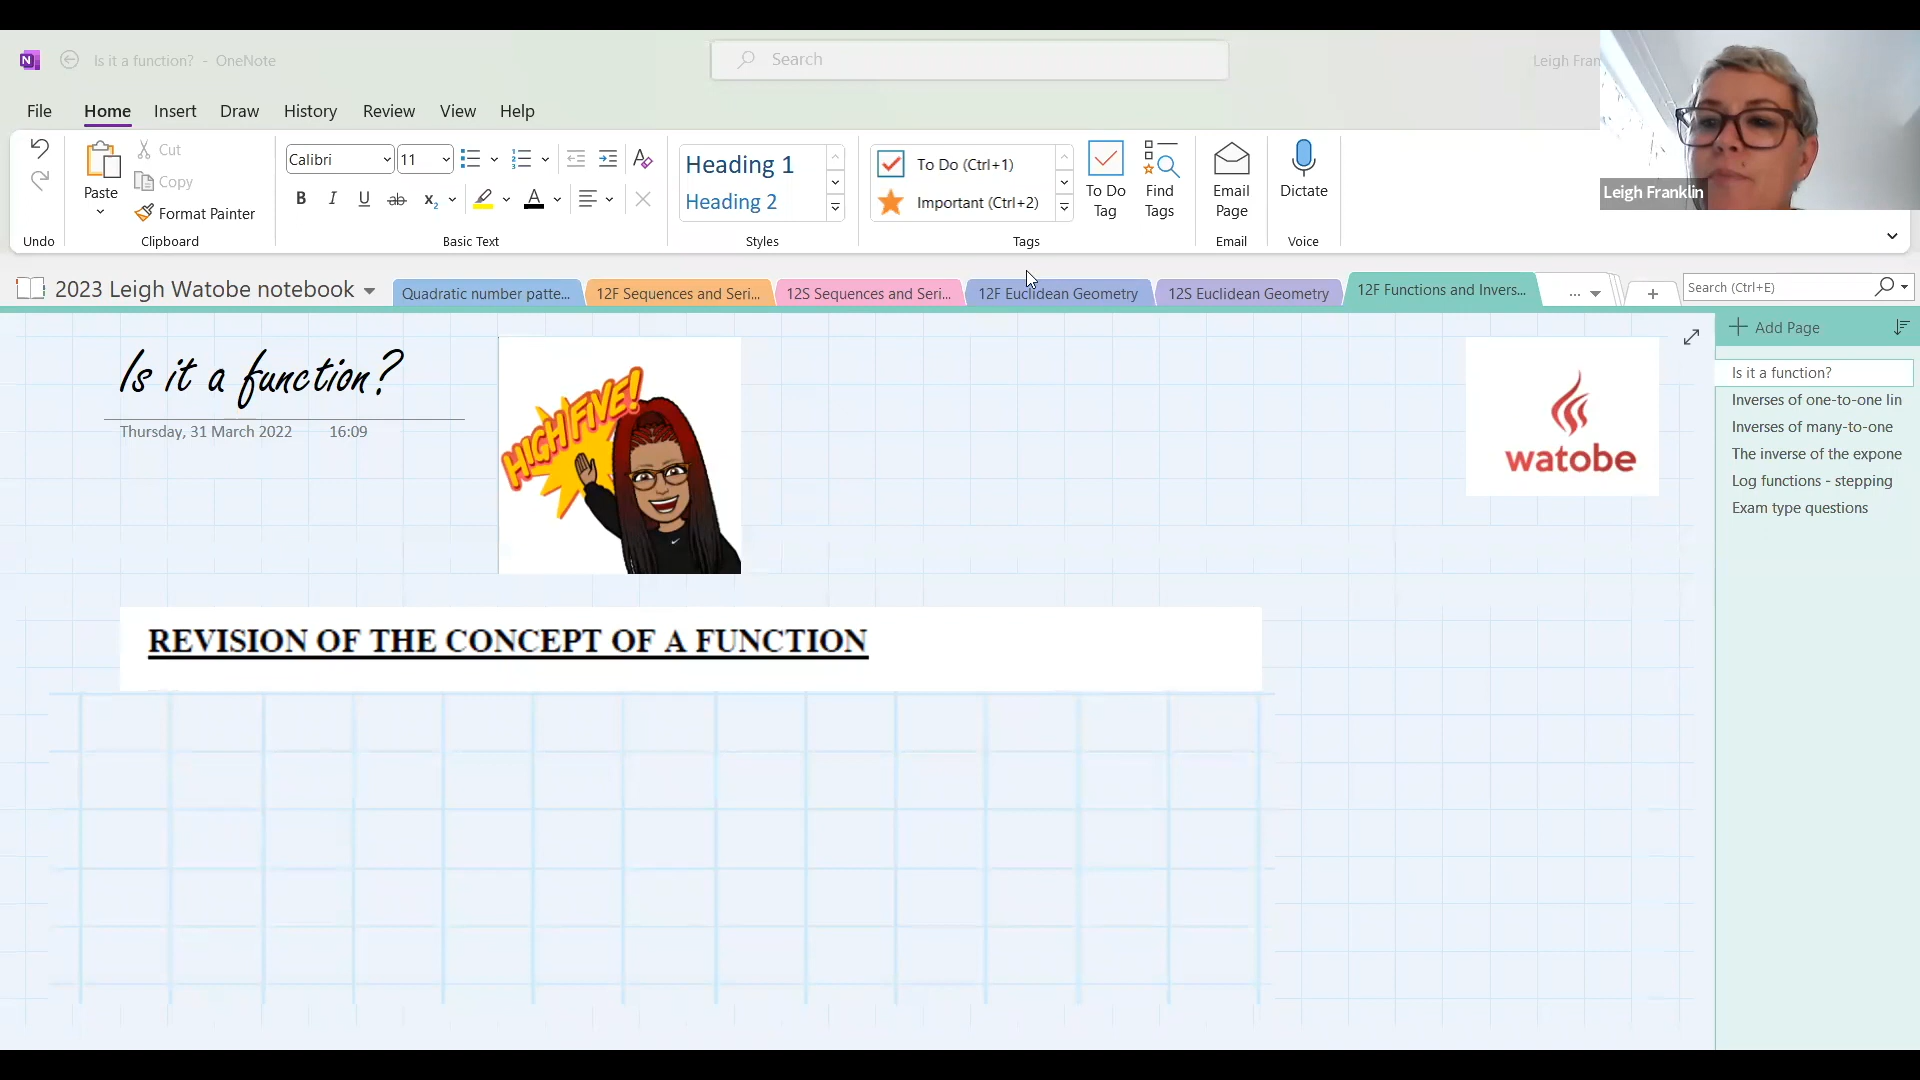 Is it a function? - OneNote
Search
Leigh Fran
File Home Insert Draw History Review View Help
Undo
Paste
Cut
Copy
Format Painter
Clipboard
Calibri 11
B I U ab x₂ A
Basic Text
Heading 1
Heading 2
Styles
To Do (Ctrl+1)
Important (Ctrl+2)
Tags
To Do
Tag
Find
Tags
Email
Page
Email
Dictate
Voice
Leigh Franklin
2023 Leigh Watobe notebook
Quadratic number patte...
12F Sequences and Seri...
12S Sequences and Seri...
12F Euclidean Geometry
12S Euclidean Geometry
12F Functions and Invers...
...
Search (Ctrl+E)
Add Page
Is it a function?
Inverses of one-to-one lin
Inverses of many-to-one
The inverse of the expone
Log functions - stepping
Exam type questions
Is it a function?
Thursday, 31 March 2022 16:09
HIGH FIVE!
watobe
REVISION OF THE CONCEPT OF A FUNCTION